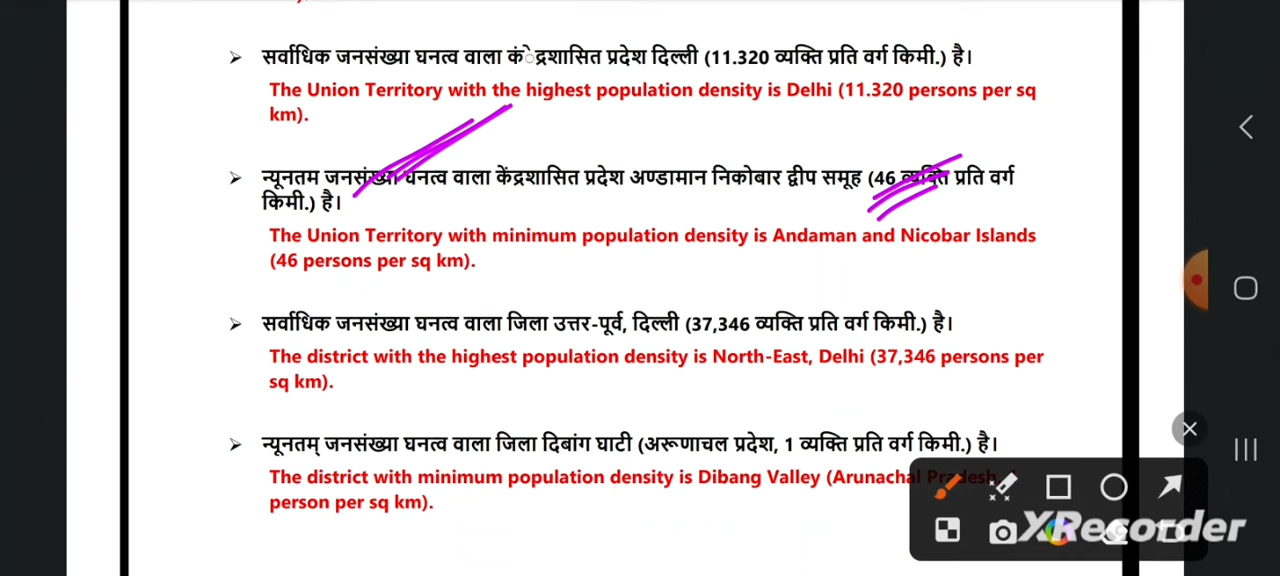 ➢ सर्वाधिक जनसंख्या घनत्व वाला कंेद्रशासित प्रदेश दिल्ली (11.320 व्यक्ति प्रति वर्ग किमी.) है।
The Union Territory with the highest population density is Delhi (11.320 persons per sq
km).
➢ न्यूनतम जनसंख्या घनत्व वाला केंद्रशासित प्रदेश अण्डामान निकोबार द्वीप समूह (46 व्यक्ति प्रति वर्ग
किमी.) है।
The Union Territory with minimum population density is Andaman and Nicobar Islands
(46 persons per sq km).
➢ सर्वाधिक जनसंख्या घनत्व वाला जिला उत्तर-पूर्व, दिल्ली (37,346 व्यक्ति प्रति वर्ग किमी.) है।
The district with the highest population density is North-East, Delhi (37,346 persons per
sq km).
➢ न्यूनतम् जनसंख्या घनत्व वाला जिला दिबांग घाटी (अरूणाचल प्रदेश, 1 व्यक्ति प्रति वर्ग किमी.) है।
The district with minimum population density is Dibang Valley (Arunachal Pradesh,
person per sq km).
XRecorder